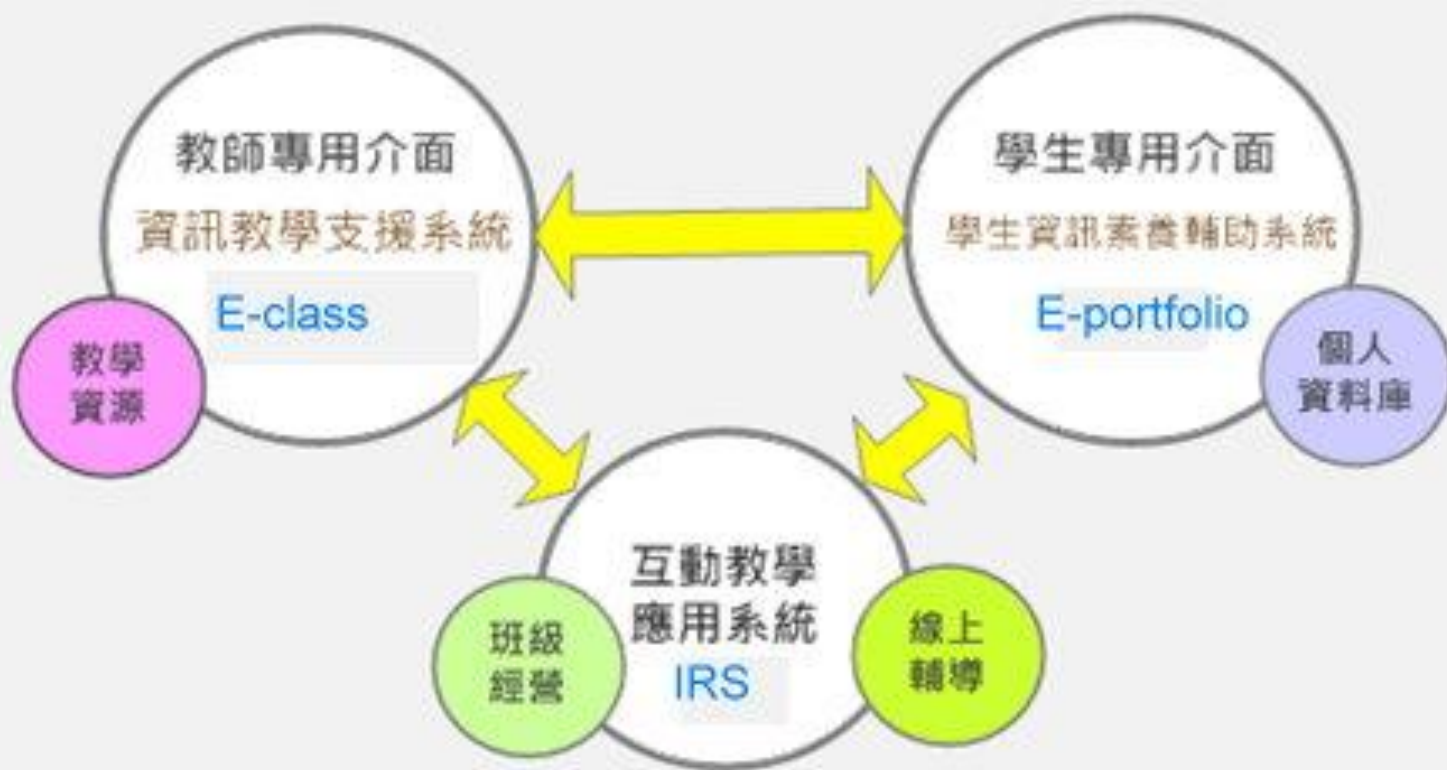 教師專用介面
資訊教學支援系統
E-class
教學
資源
學生專用介面
學生資訊素養輔助系統
E-portfolio
個人
資料庫
互動教學
應用系統
IRS
班級
經營
線上
輔導